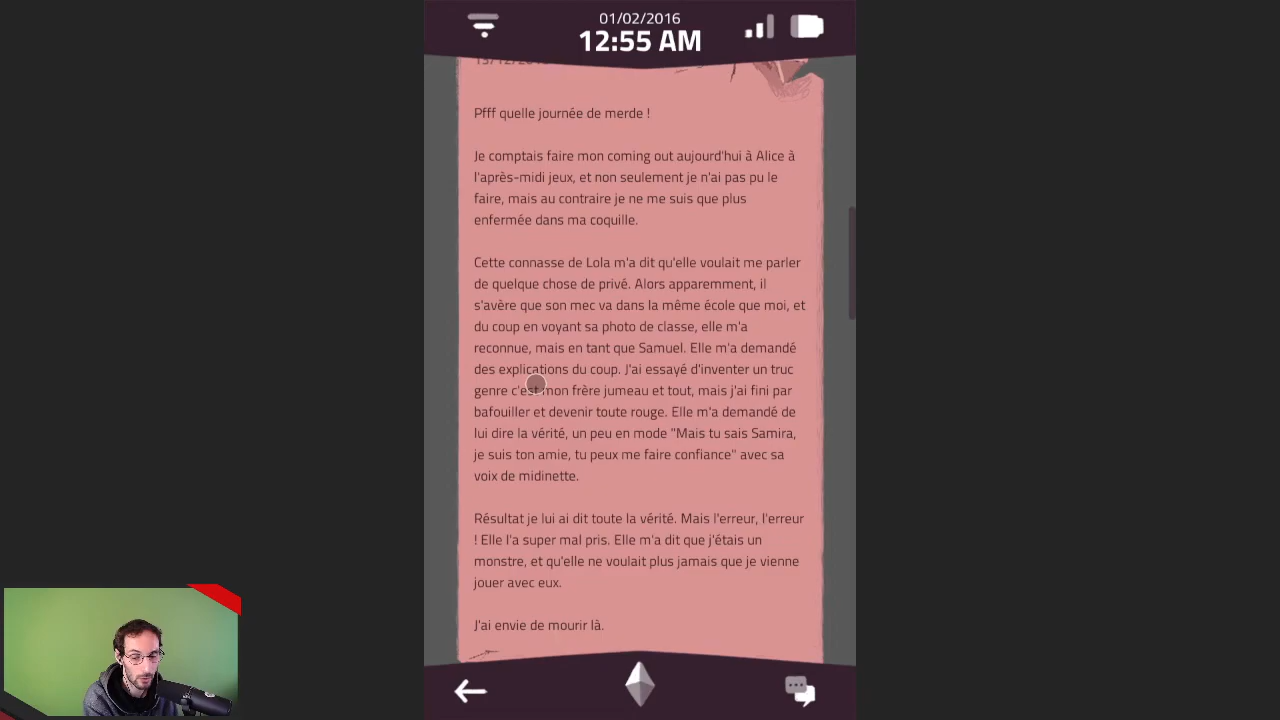 01/02/2016
12:55 AM
Pfff quelle journée de merde !
Je comptais faire mon coming out aujourd'hui à Alice à
l'après-midi jeux, et non seulement je n'ai pas pu le
faire, mais au contraire je ne me suis que plus
enfermée dans ma coquille.
Cette connasse de Lola m'a dit qu'elle voulait me parler
de quelque chose de privé. Alors apparemment, il
s'avère que son mec va dans la même école que moi, et
du coup en voyant sa photo de classe, elle m'a
reconnue, mais en tant que Samuel. Elle m'a demandé
des explications du coup. J'ai essayé d'inventer un truc
genre c'est mon frère jumeau et tout, mais j'ai fini par
bafouiller et devenir toute rouge. Elle m'a demandé de
lui dire la vérité, un peu en mode "Mais tu sais Samira,
je suis ton amie, tu peux me faire confiance" avec sa
voix de midinette.
Résultat je lui ai dit toute la vérité. Mais l'erreur, l'erreur
! Elle l'a super mal pris. Elle m'a dit que j'étais un
monstre, et qu'elle ne voulait plus jamais que je vienne
jouer avec eux.
J'ai envie de mourir là.